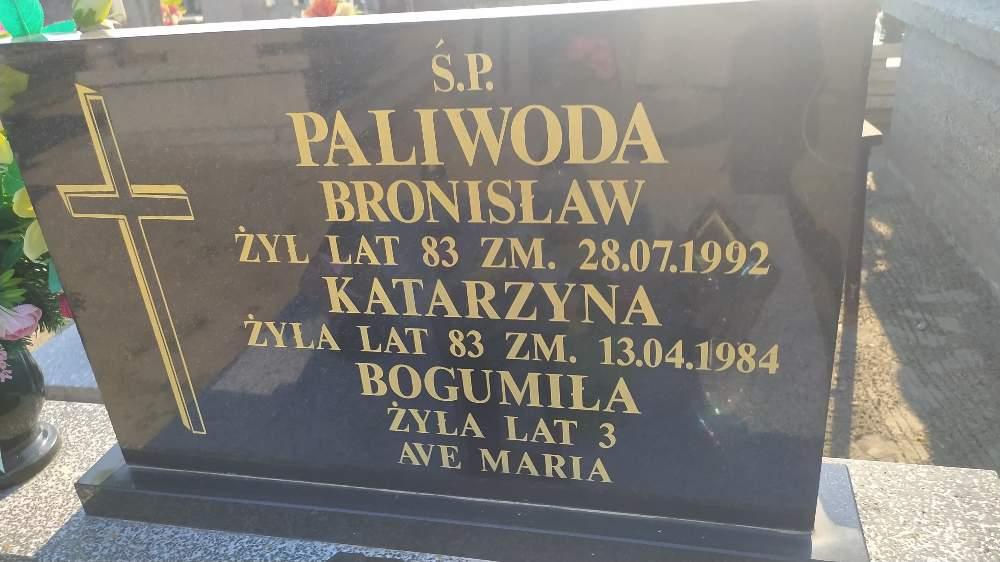 Ś.P.
PALIWODA
BRONISŁAW
ŻYŁ LAT 83 ZM. 28.07.1992
KATARZYNA
ŻYŁA LAT 83 ZM. 13.04.1984
BOGUMIŁA
ŻYŁA LAT 3
AVE MARIA